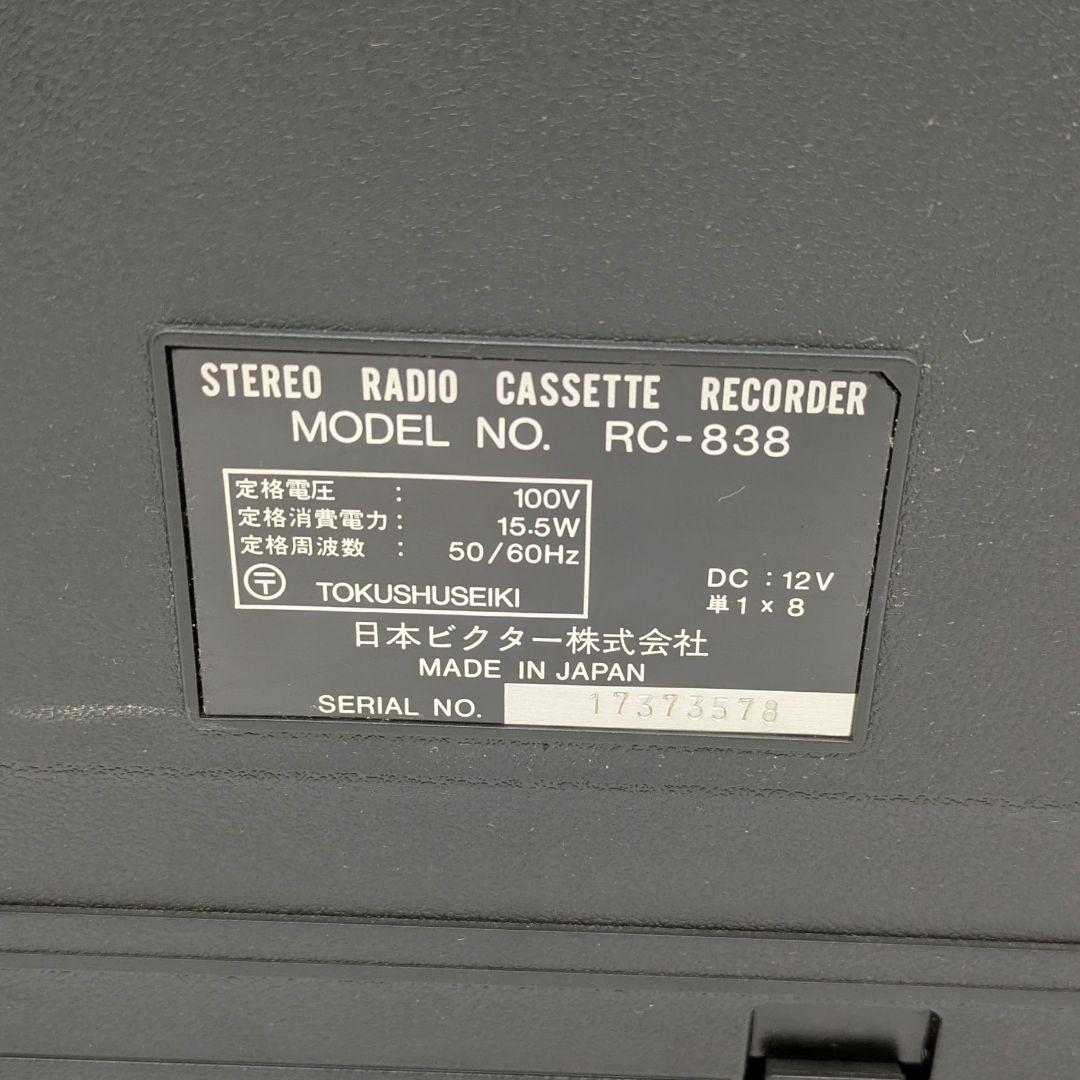 STEREO RADIO CASSETTE RECORDER
MODEL NO. RC-838
定格電圧 : 100V
定格消費電力 : 15.5W
定格周波数 : 50/60Hz
〒 TOKUSHUSEIKI
DC : 12V
単1×8
日本ビクター株式会社
MADE IN JAPAN
SERIAL NO. 17373578